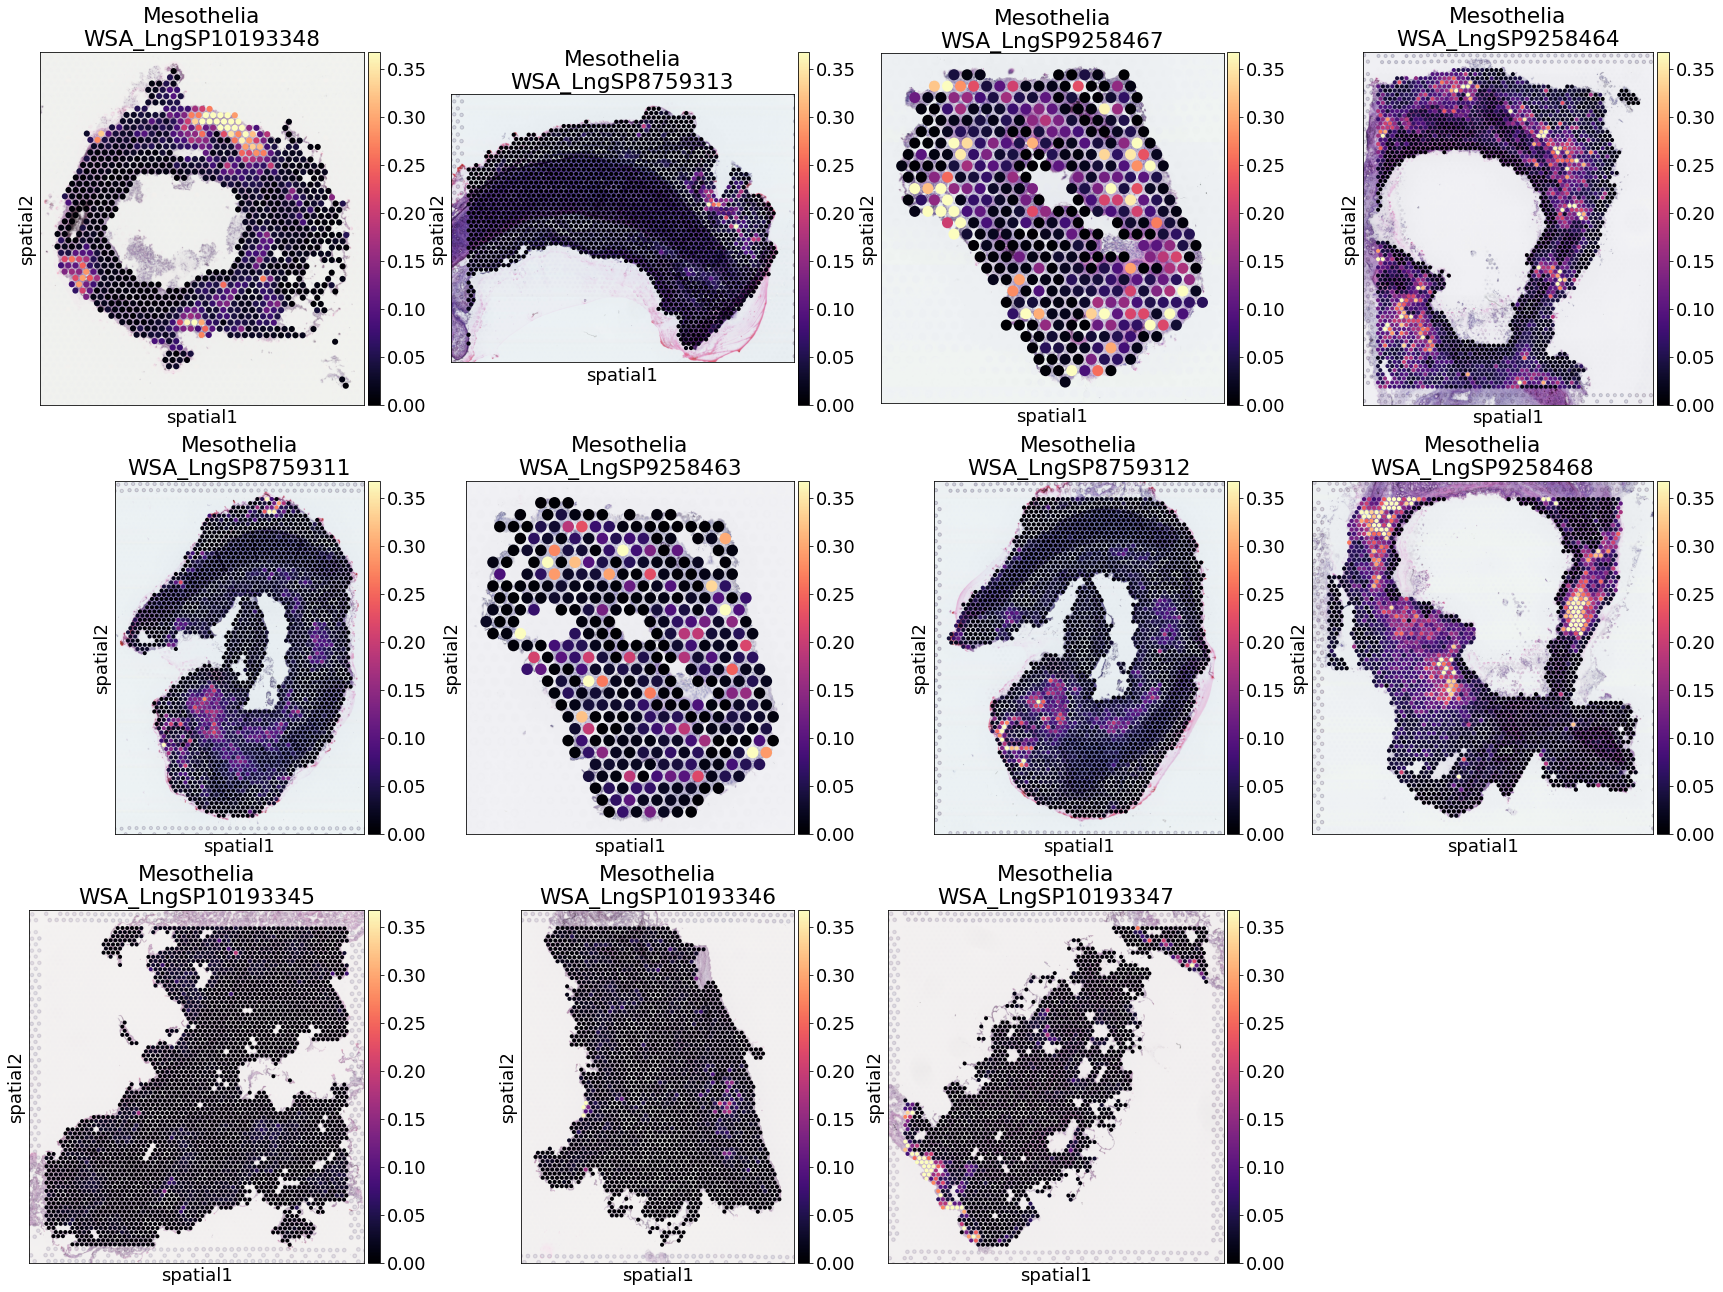 Mesothelia
WSA_LngSP10193348
spatial2
spatial1
0.35
0.30
0.25
0.20
0.15
0.10
0.05
0.00
Mesothelia
WSA_LngSP8759313
spatial2
spatial1
0.35
0.30
0.25
0.20
0.15
0.10
0.05
0.00
Mesothelia
WSA_LngSP9258467
spatial2
spatial1
0.35
0.30
0.25
0.20
0.15
0.10
0.05
0.00
Mesothelia
WSA_LngSP9258464
spatial2
spatial1
0.35
0.30
0.25
0.20
0.15
0.10
0.05
0.00
Mesothelia
WSA_LngSP8759311
spatial2
spatial1
0.35
0.30
0.25
0.20
0.15
0.10
0.05
0.00
Mesothelia
WSA_LngSP9258463
spatial2
spatial1
0.35
0.30
0.25
0.20
0.15
0.10
0.05
0.00
Mesothelia
WSA_LngSP8759312
spatial2
spatial1
0.35
0.30
0.25
0.20
0.15
0.10
0.05
0.00
Mesothelia
WSA_LngSP9258468
spatial2
spatial1
0.35
0.30
0.25
0.20
0.15
0.10
0.05
0.00
Mesothelia
WSA_LngSP10193345
spatial2
spatial1
0.35
0.30
0.25
0.20
0.15
0.10
0.05
0.00
Mesothelia
WSA_LngSP10193346
spatial2
spatial1
0.35
0.30
0.25
0.20
0.15
0.10
0.05
0.00
Mesothelia
WSA_LngSP10193347
spatial2
spatial1
0.35
0.30
0.25
0.20
0.15
0.10
0.05
0.00